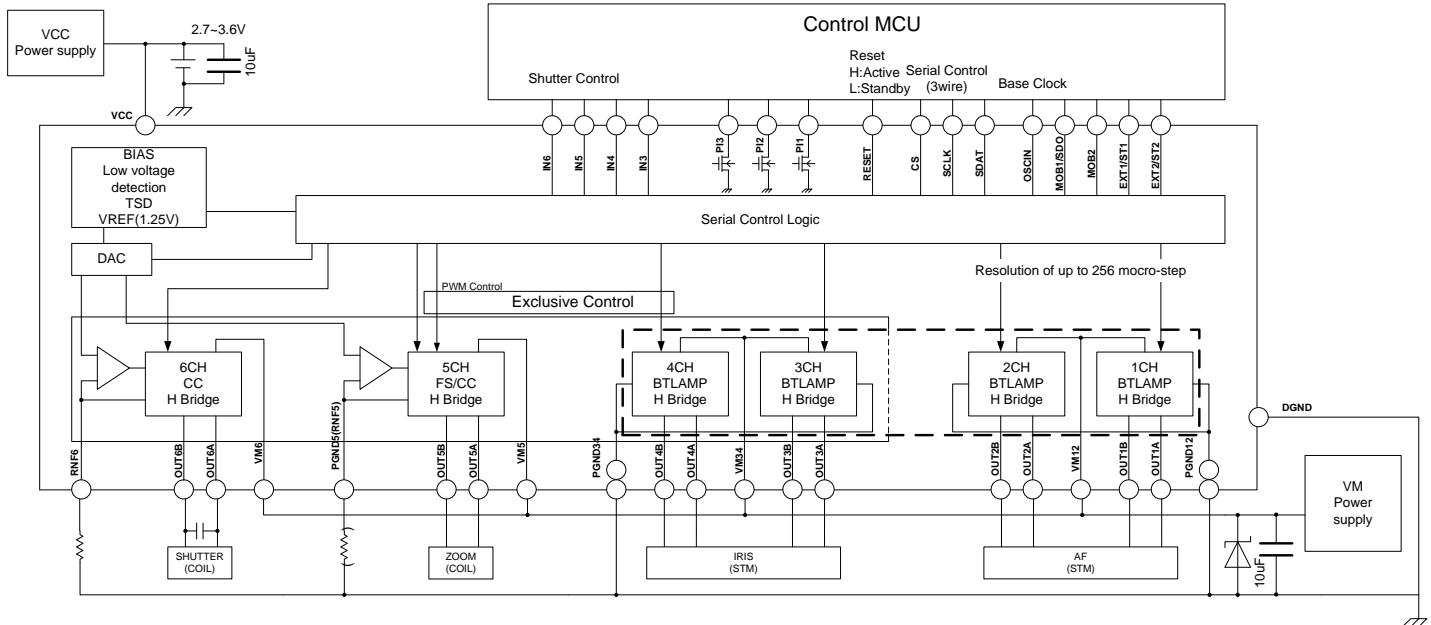 Control MCU
VCC
Power supply
2.7~3.6V
10uF
Shutter Control
Reset
H:Active
L:Standby
Serial Control
(3wire)
Base Clock
VCC
IN6
IN5
IN4
IN3
PI3
PI2
PI1
RESET
CS
SCLK
SDAT
OSCIN
MOB1/SDO
MOB2
EXT1/ST1
EXT2/ST2
BIAS
Low voltage
detection
TSD
VREF(1.25V)
Serial Control Logic
DAC
Resolution of up to 256 mocro-step
PWM Control
Exclusive Control
6CH
CC
H Bridge
5CH
FS/CC
H Bridge
4CH
BTLAMP
H Bridge
3CH
BTLAMP
H Bridge
2CH
BTLAMP
H Bridge
1CH
BTLAMP
H Bridge
DGND
RNF6
OUT6B
OUT6A
VM6
PGND5(RNF5)
OUT5B
OUT5A
VM5
PGND34
OUT4B
OUT4A
VM34
OUT3B
OUT3A
OUT2B
OUT2A
VM12
OUT1B
OUT1A
PGND12
VM
Power
supply
SHUTTER
(COIL)
ZOOM
(COIL)
IRIS
(STM)
AF
(STM)
10uF